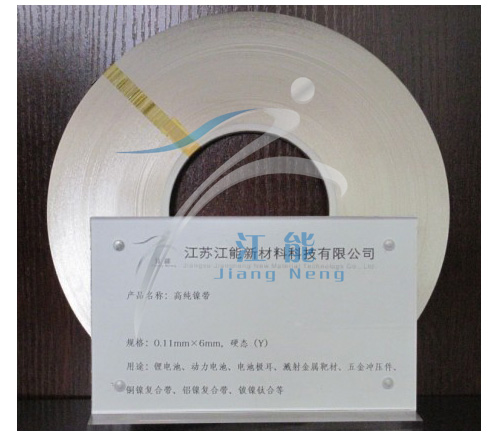 江苏江能新材料科技有限公司
江能
Jiang Neng
产品名称：高纯镍带
规格：0.11mm×6mm，硬态（Y）
用途：锂电池、动力电池、电池极耳、溅射金属靶材、五金冲压件、
铜镍复合带、铝镍复合带、镀镍钛合等